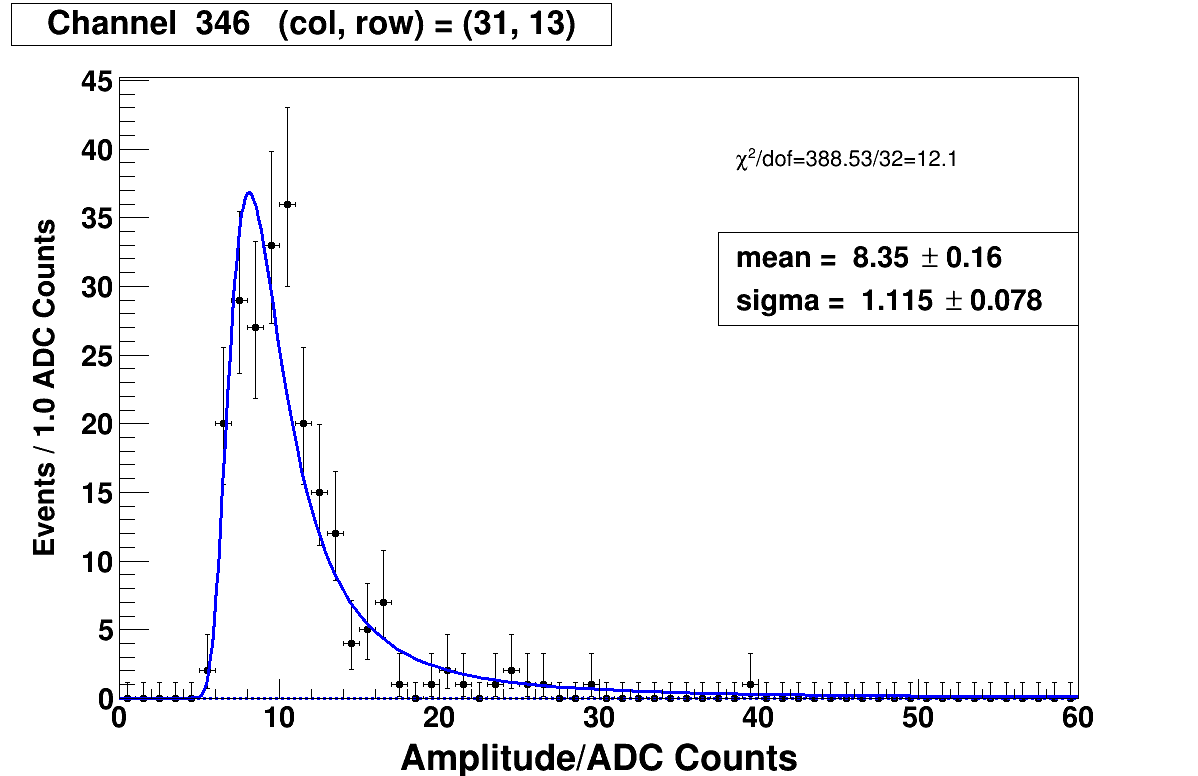 Channel 346 (col, row) = (31, 13)
45
40
35
30
25
20
15
10
5
0
Events / 1.0 ADC Counts
χ²/dof=388.53/32=12.1
mean = 8.35 ± 0.16
sigma = 1.115 ± 0.078
0 10 20 30 40 50 60
Amplitude/ADC Counts